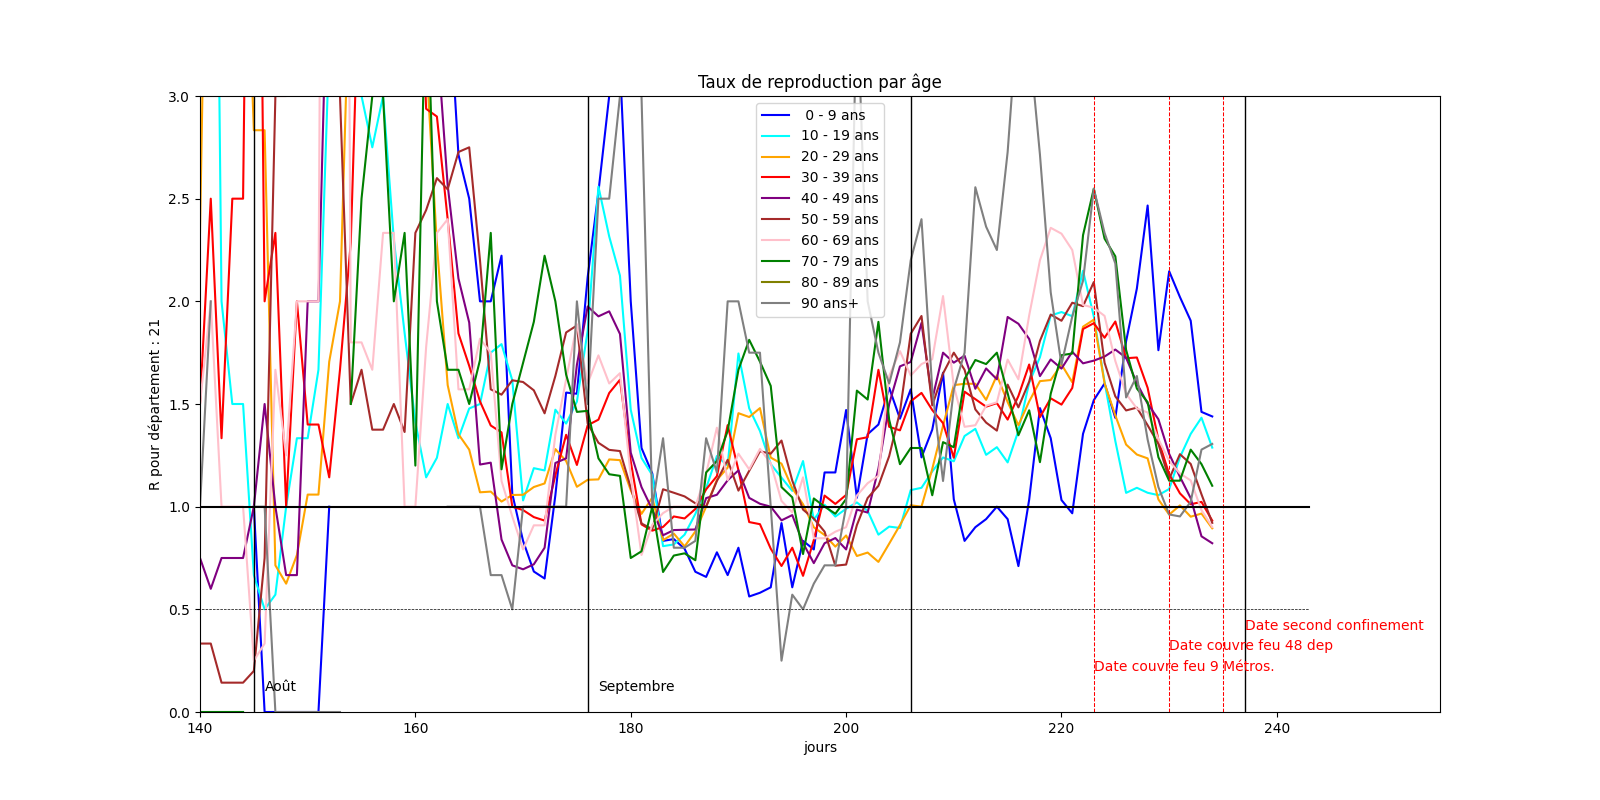 Taux de reproduction par âge
R pour département : 21
3.0
2.5
2.0
1.5
1.0
0.5
0.0
0 - 9 ans
10 - 19 ans
20 - 29 ans
30 - 39 ans
40 - 49 ans
50 - 59 ans
60 - 69 ans
70 - 79 ans
80 - 89 ans
90 ans+
Date second confinement
Date couvre feu 48 dep
Date couvre feu 9 Métros.
Août
Septembre
140
160
180
200
220
240
jours